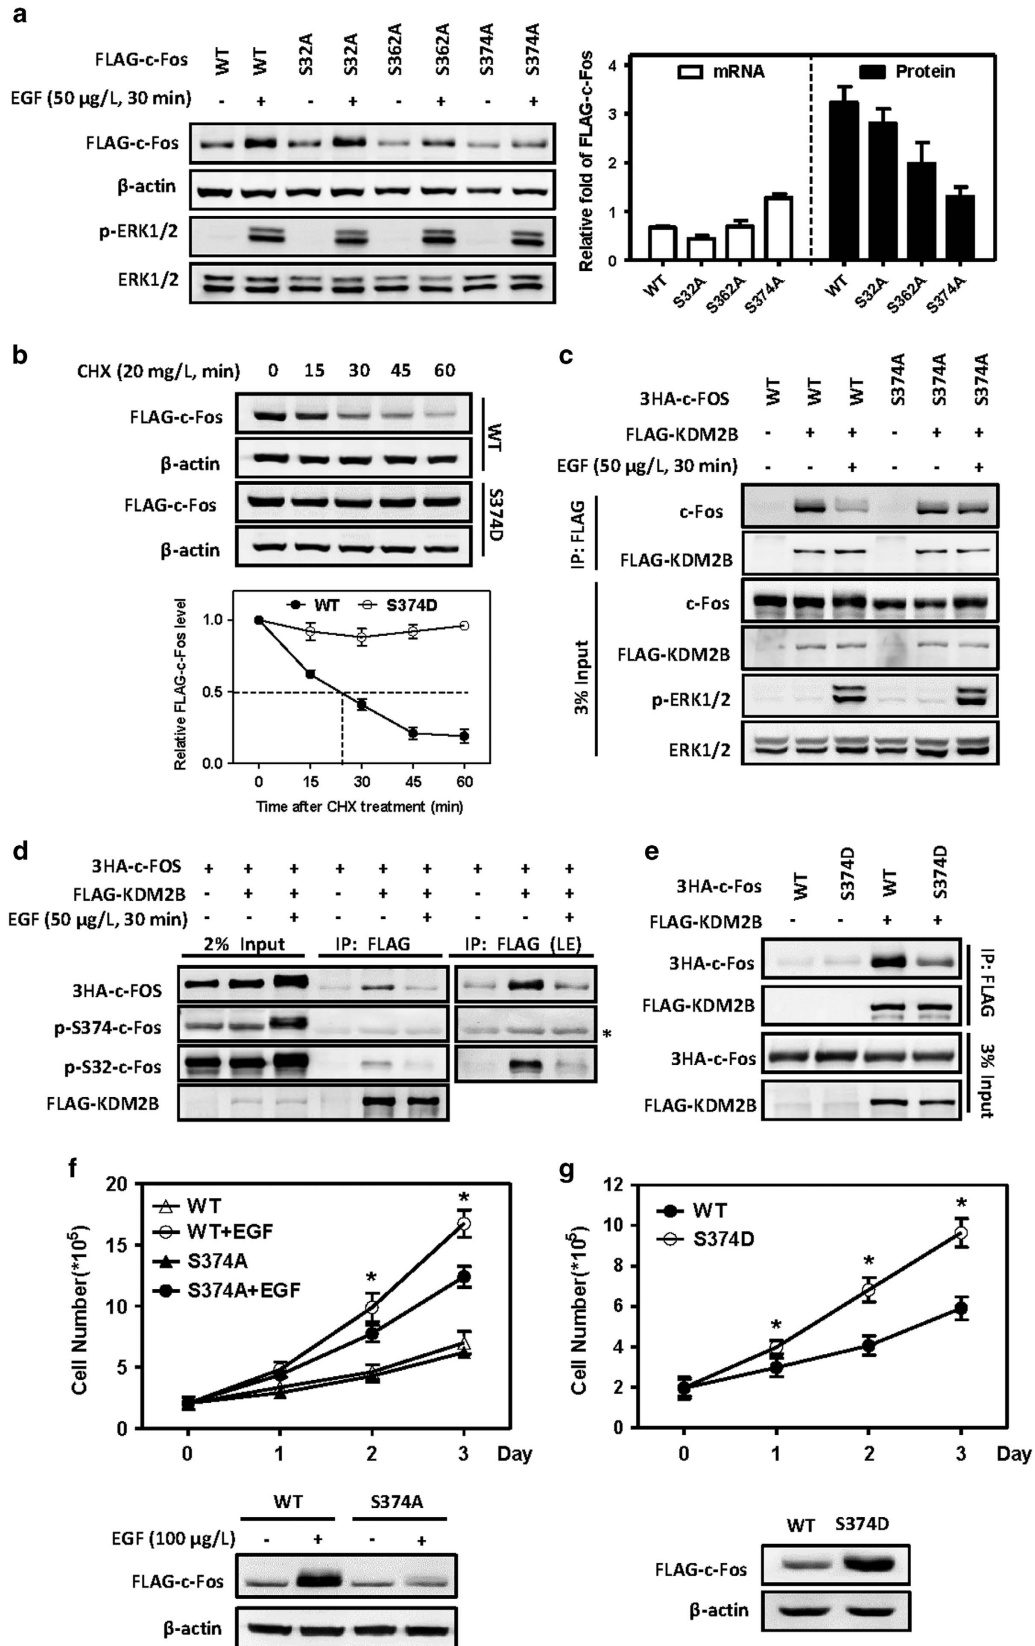 a
FLAG-c-Fos WT WT S32A S32A S362A S362A S374A S374A
EGF (50 µg/L, 30 min) - + - + - + - +
FLAG-c-Fos
β-actin
p-ERK1/2
ERK1/2
Relative fold of FLAG-c-Fos
4
3
2
1
0
mRNA Protein
WT S32A S362A S374A WT S32A S362A S374A
b
CHX (20 mg/L, min) 0 15 30 45 60
FLAG-c-Fos
β-actin
WT
FLAG-c-Fos
β-actin
S374D
WT S374D
Relative FLAG-c-Fos level
1.0
0.5
0.0
0 15 30 45 60
Time after CHX treatment (min)
c
3HA-c-FOS WT WT WT S374A S374A S374A
FLAG-KDM2B - + + - + +
EGF (50 µg/L, 30 min) - - + - - +
IP: FLAG
c-Fos
FLAG-KDM2B
3% Input
c-Fos
FLAG-KDM2B
p-ERK1/2
ERK1/2
d
3HA-c-FOS + + + + + + + + +
FLAG-KDM2B - + + - + + - + +
EGF (50 µg/L, 30 min) - - + - - + - - +
2% Input IP: FLAG IP: FLAG (LE)
3HA-c-FOS
p-S374-c-Fos *
p-S32-c-Fos
FLAG-KDM2B
e
3HA-c-Fos WT S374D WT S374D
FLAG-KDM2B - - + +
3HA-c-Fos
FLAG-KDM2B
IP: FLAG
3HA-c-Fos
FLAG-KDM2B
3% Input
f
Cell Number(*10⁵)
20
15
10
5
0
WT
WT+EGF
S374A
S374A+EGF
* *
0 1 2 3 Day
WT S374A
EGF (100 µg/L) - + - +
FLAG-c-Fos
β-actin
g
Cell Number(*10⁵)
12
10
8
6
4
2
0
WT
S374D
* * *
0 1 2 3 Day
WT S374D
FLAG-c-Fos
β-actin